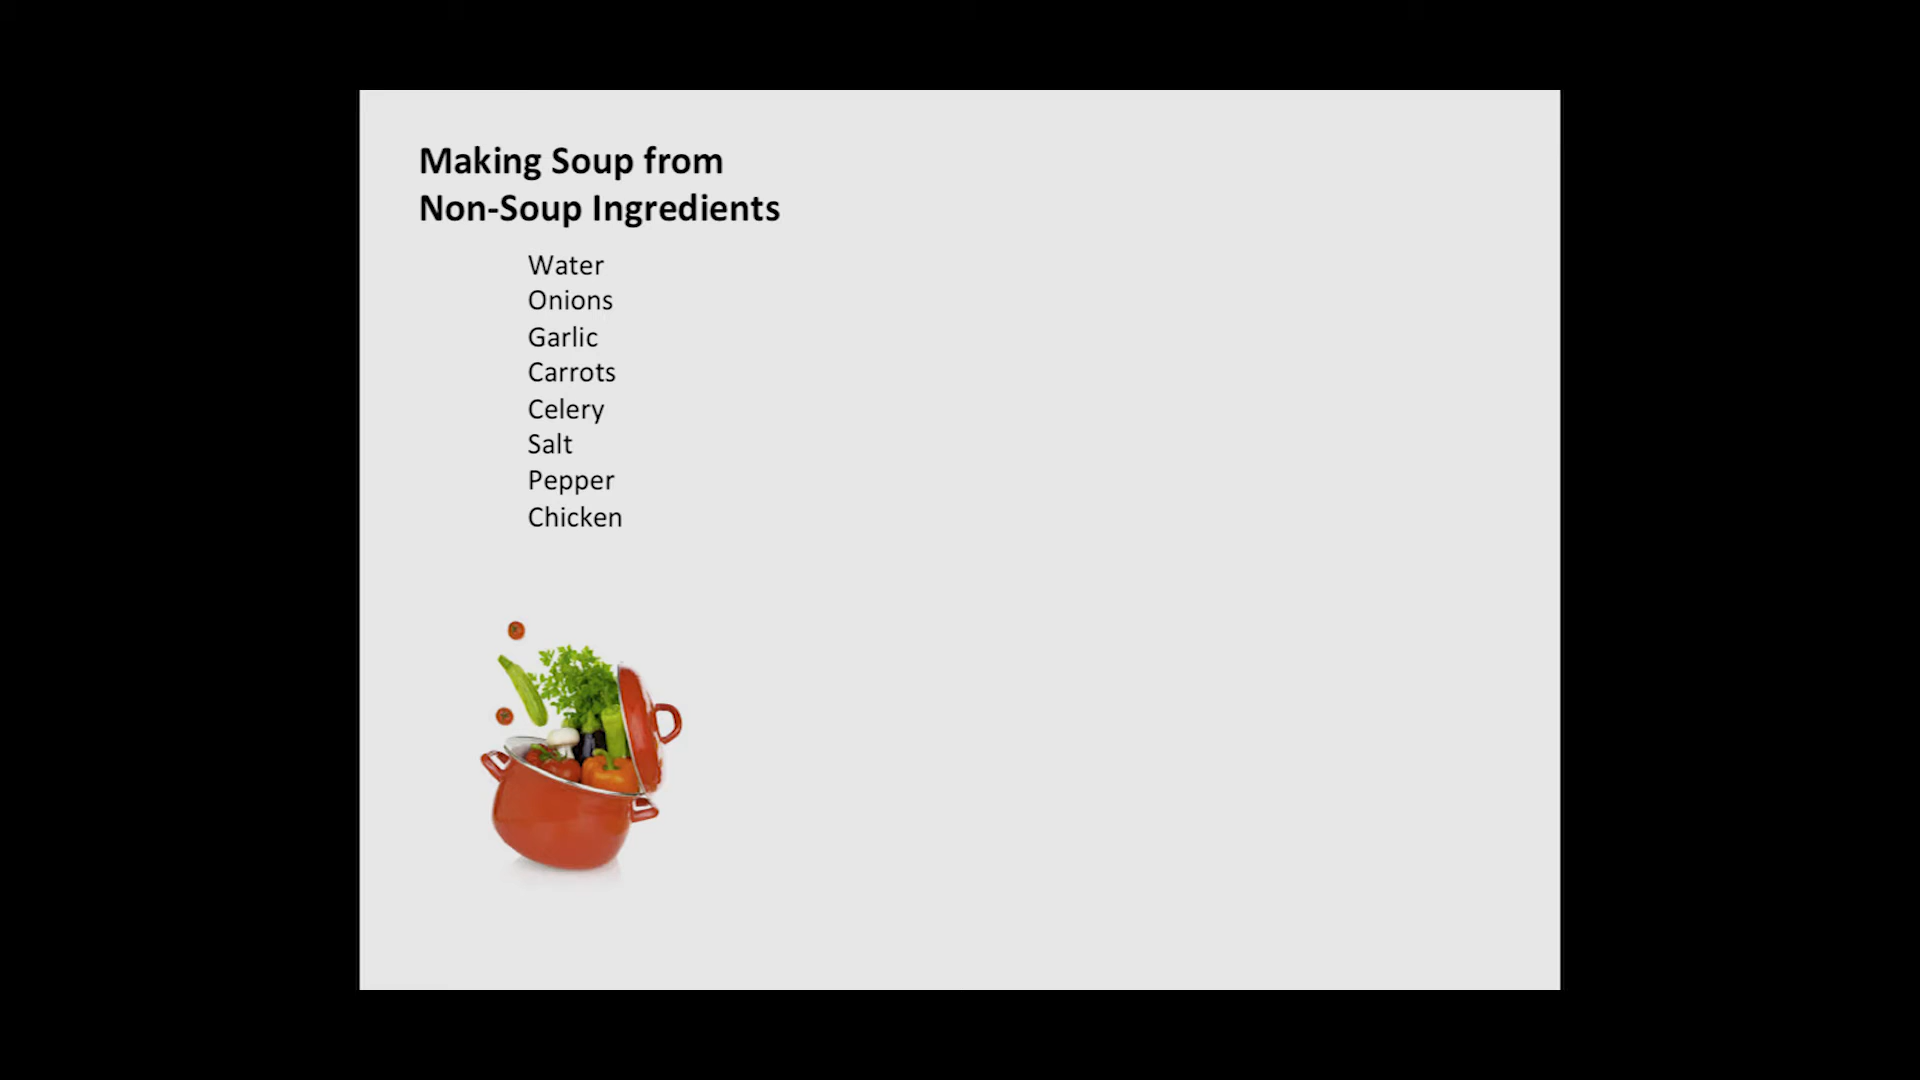 Making Soup from
Non-Soup Ingredients
Water
Onions
Garlic
Carrots
Celery
Salt
Pepper
Chicken